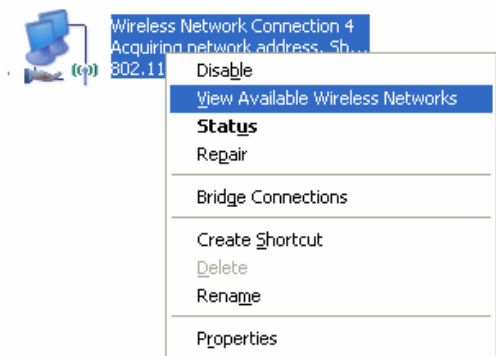 Wireless Network Connection 4
Acquiring network address, Sh...
802.11
Disable
View Available Wireless Networks
Status
Repair
Bridge Connections
Create Shortcut
Delete
Rename
Properties